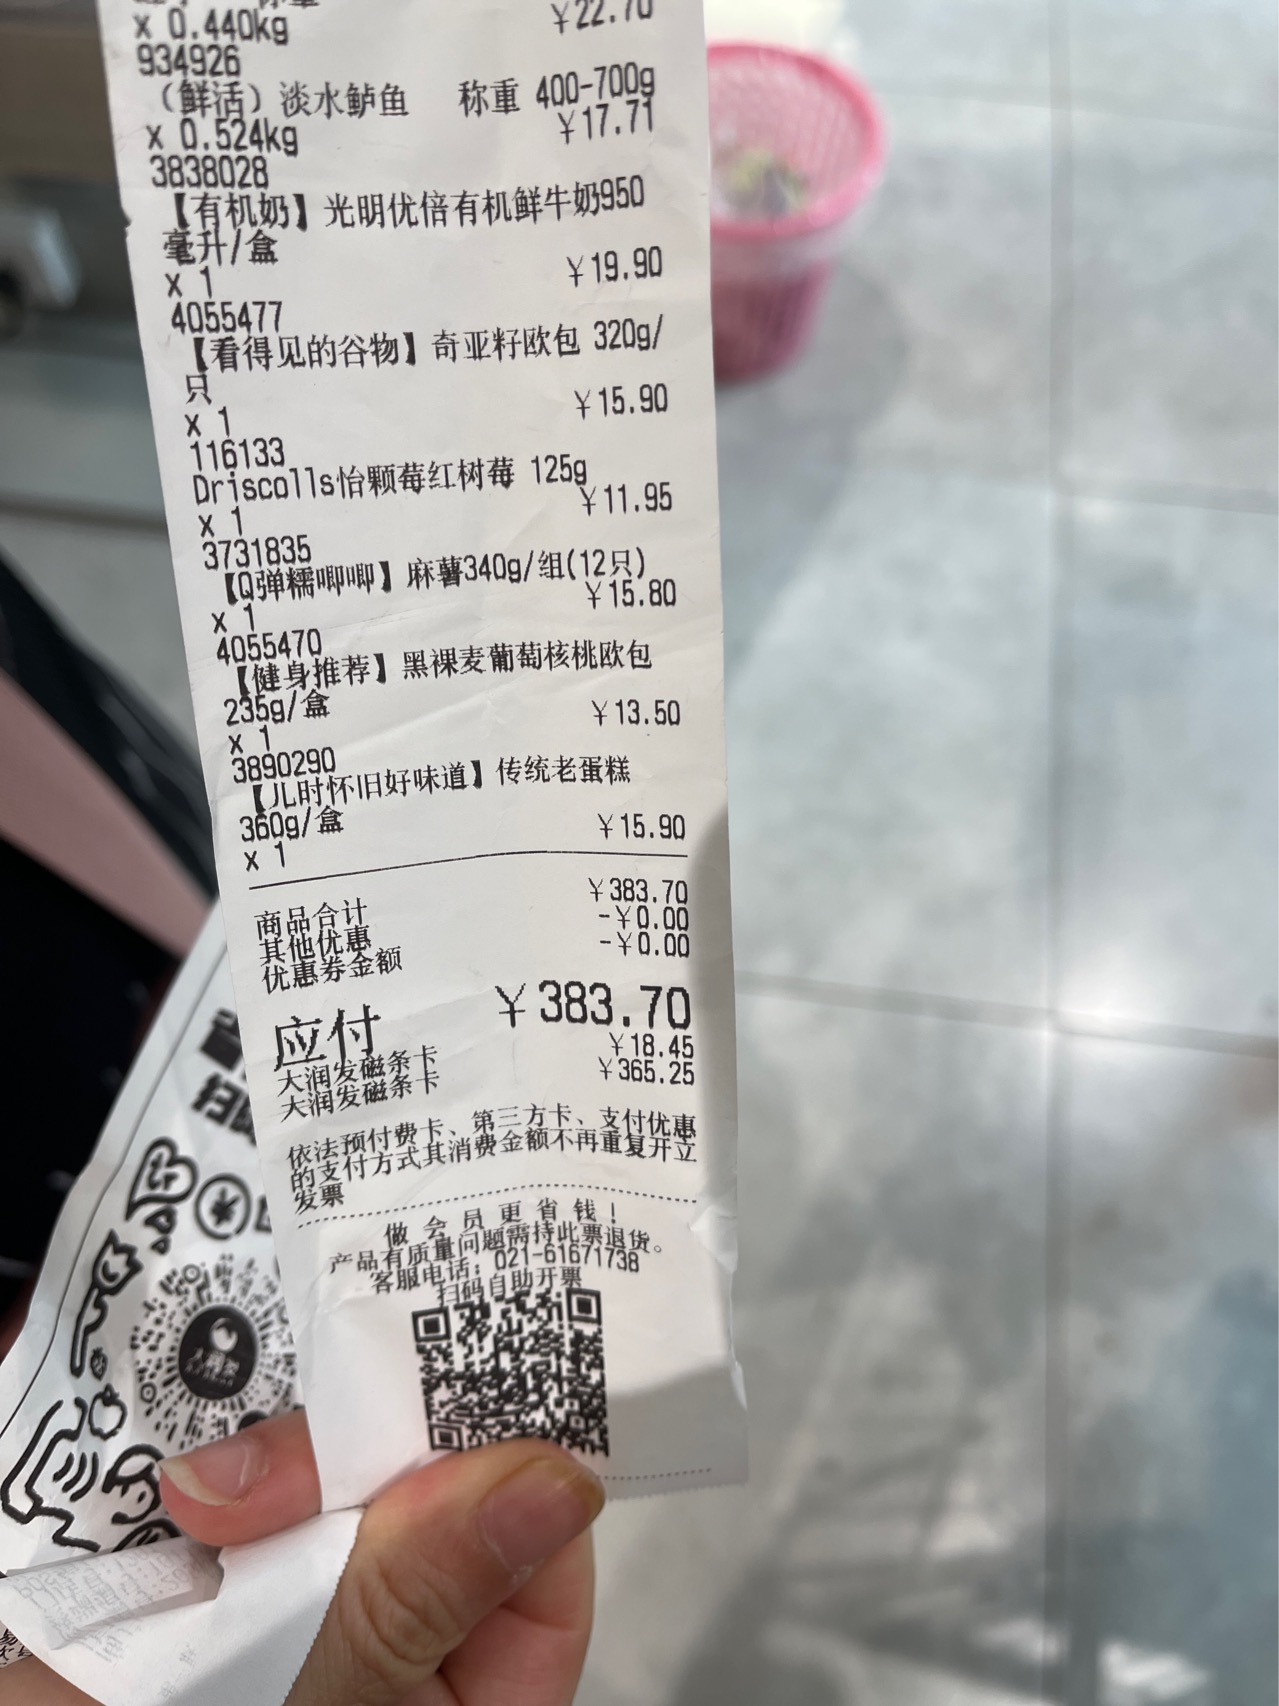 x 0.440kg
¥22.70
934926
(鲜活)淡水鲈鱼 称重 400-700g
x 0.524kg
¥17.71
3838028
【有机奶】光明优倍有机鲜牛奶950
毫升/盒
x 1
¥19.90
4055477
【看得见的谷物】奇亚籽欧包 320g/
只
x 1
¥15.90
116133
Driscolls怡颗莓红树莓 125g
x 1
¥11.95
3731835
【Q弹糯唧唧】麻薯340g/组(12只)
x 1
¥15.80
4055470
【健身推荐】黑裸麦葡萄核桃欧包
235g/盒
x 1
¥13.50
3890290
【儿时怀旧好味道】传统老蛋糕
360g/盒
x 1
¥15.90
商品合计 ¥383.70
其他优惠 -¥0.00
优惠券金额 -¥0.00
应付 ¥383.70
大润发磁条卡 ¥18.45
大润发磁条卡 ¥365.25
依法预付费卡、第三方卡、支付优惠
的支付方式其消费金额不再重复开立
发票
做 会 员 更 省 钱！
产品有质量问题需持此票退货。
客服电话：021-61671738
扫码自助开票